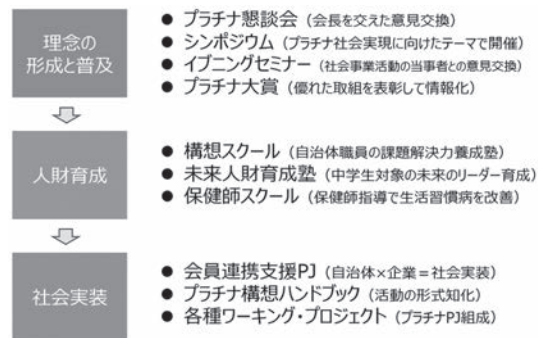 理念の
形成と普及
● プラチナ懇談会（会長を交えた意見交換）
● シンポジウム（プラチナ社会実現に向けたテーマで開催）
● イブニングセミナー（社会事業活動の当事者との意見交換）
● プラチナ大賞（優れた取組を表彰して情報化）
人財育成
● 構想スクール（自治体職員の課題解決力養成塾）
● 未来人財育成塾（中学生対象の未来のリーダー育成）
● 保健師スクール（保健師指導で生活習慣病を改善）
社会実装
● 会員連携支援PJ（自治体×企業＝社会実装）
● プラチナ構想ハンドブック（活動の形式知化）
● 各種ワーキング・プロジェクト（プラチナPJ組成）